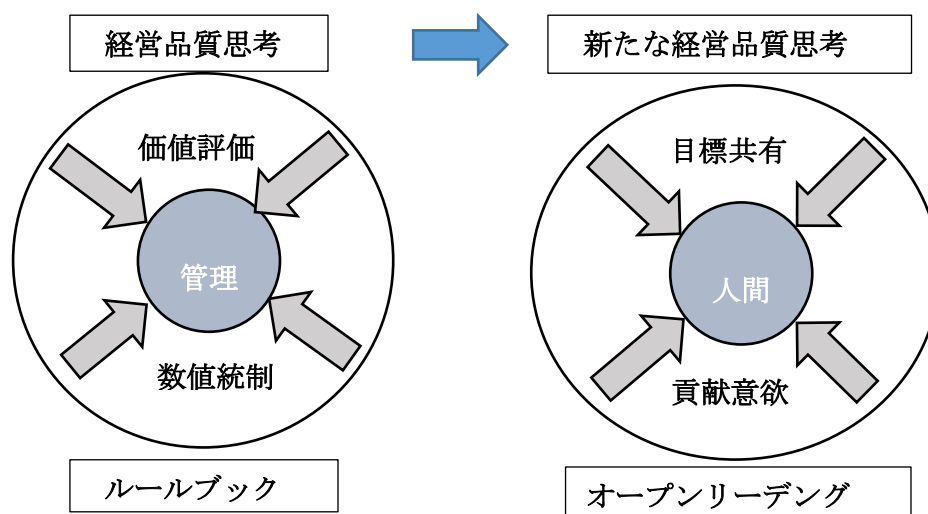 経営品質思考
新たな経営品質思考
価値評価
管理
数値統制
ルールブック
目標共有
人間
貢献意欲
オープンリーデング